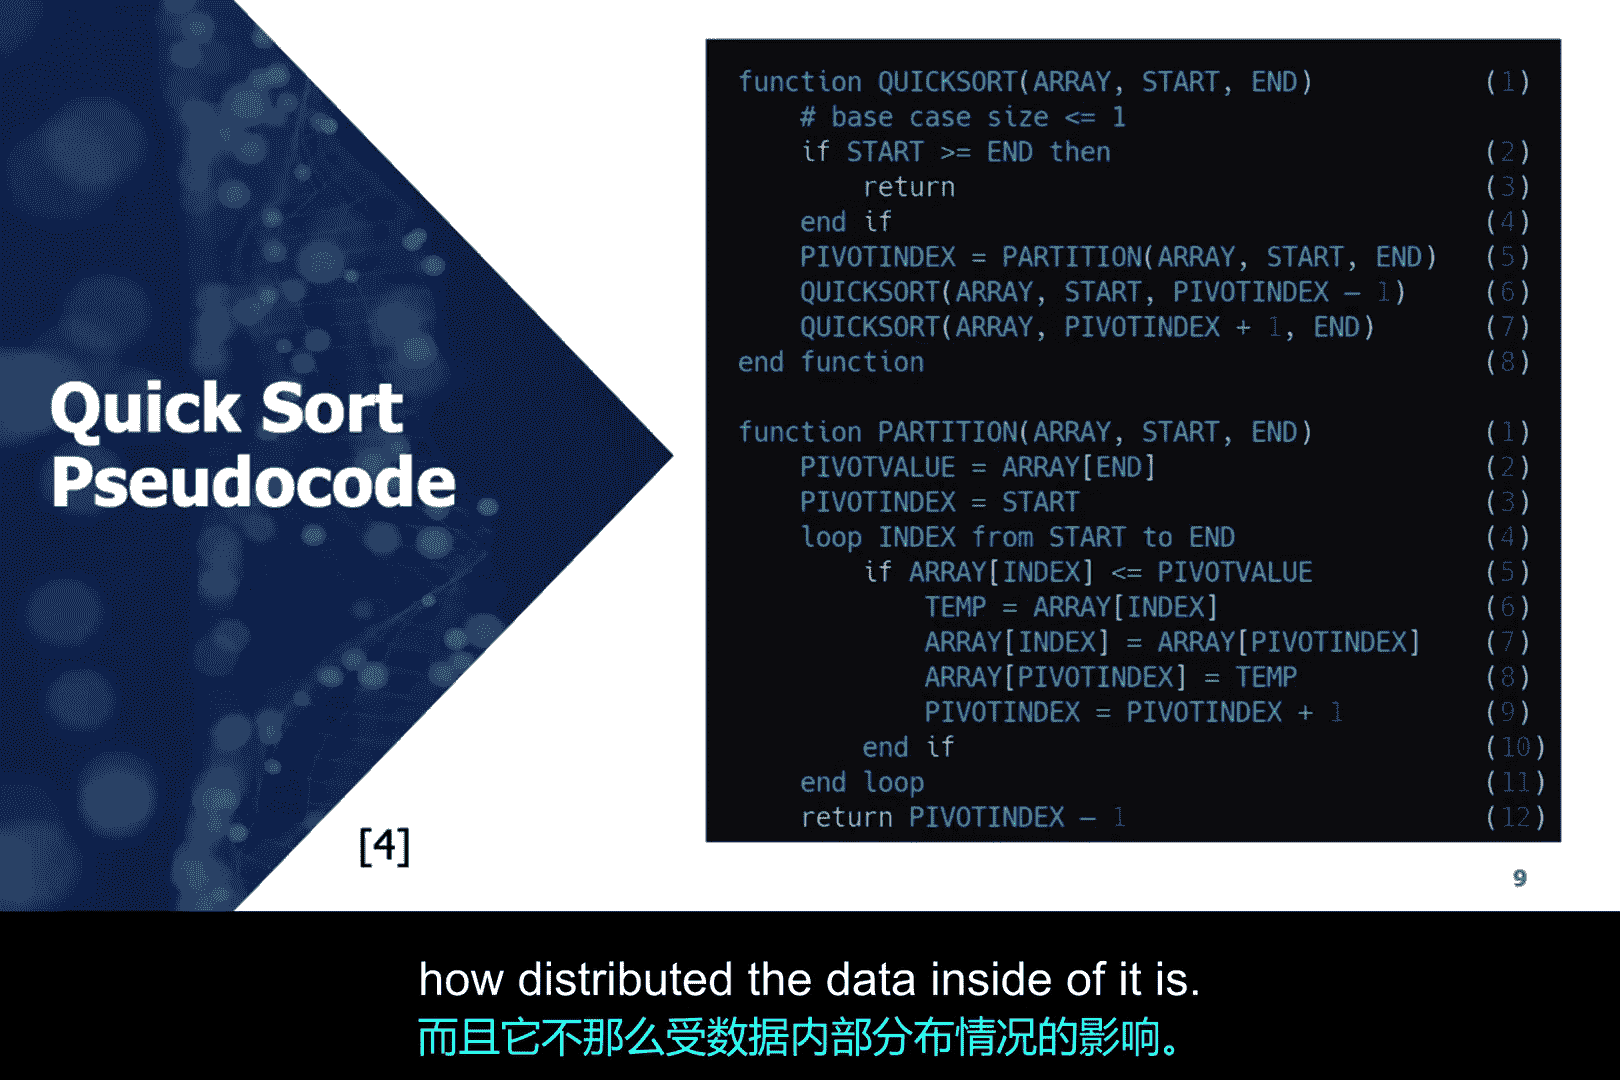 Quick Sort
Pseudocode
[4]
function QUICKSORT(ARRAY, START, END) (1)
# base case size <= 1
if START >= END then (2)
return (3)
end if (4)
PIVOTINDEX = PARTITION(ARRAY, START, END) (5)
QUICKSORT(ARRAY, START, PIVOTINDEX – 1) (6)
QUICKSORT(ARRAY, PIVOTINDEX + 1, END) (7)
end function (8)
function PARTITION(ARRAY, START, END) (1)
PIVOTVALUE = ARRAY[END] (2)
PIVOTINDEX = START (3)
loop INDEX from START to END (4)
if ARRAY[INDEX] <= PIVOTVALUE (5)
TEMP = ARRAY[INDEX] (6)
ARRAY[INDEX] = ARRAY[PIVOTINDEX] (7)
ARRAY[PIVOTINDEX] = TEMP (8)
PIVOTINDEX = PIVOTINDEX + 1 (9)
end if (10)
end loop (11)
return PIVOTINDEX – 1 (12)
9
how distributed the data inside of it is.
而且它不那么受数据内部分布情况的影响。